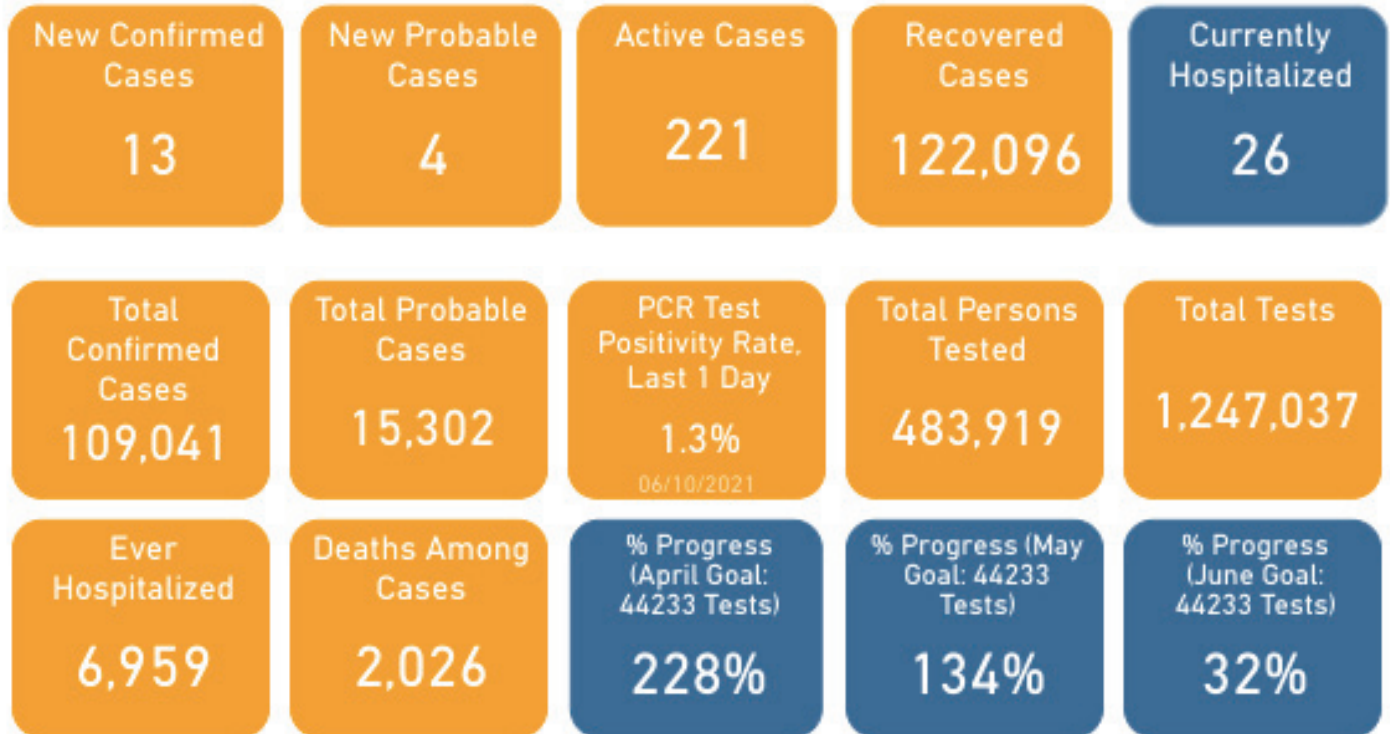 New Confirmed
Cases
13
New Probable
Cases
4
Active Cases
221
Recovered
Cases
122,096
Currently
Hospitalized
26
Total
Confirmed
Cases
109,041
Total Probable
Cases
15,302
PCR Test
Positivity Rate,
Last 1 Day
1.3%
06/10/2021
Total Persons
Tested
483,919
Total Tests
1,247,037
Ever
Hospitalized
6,959
Deaths Among
Cases
2,026
% Progress
(April Goal:
44233 Tests)
228%
% Progress (May
Goal: 44233
Tests)
134%
% Progress
(June Goal:
44233 Tests)
32%